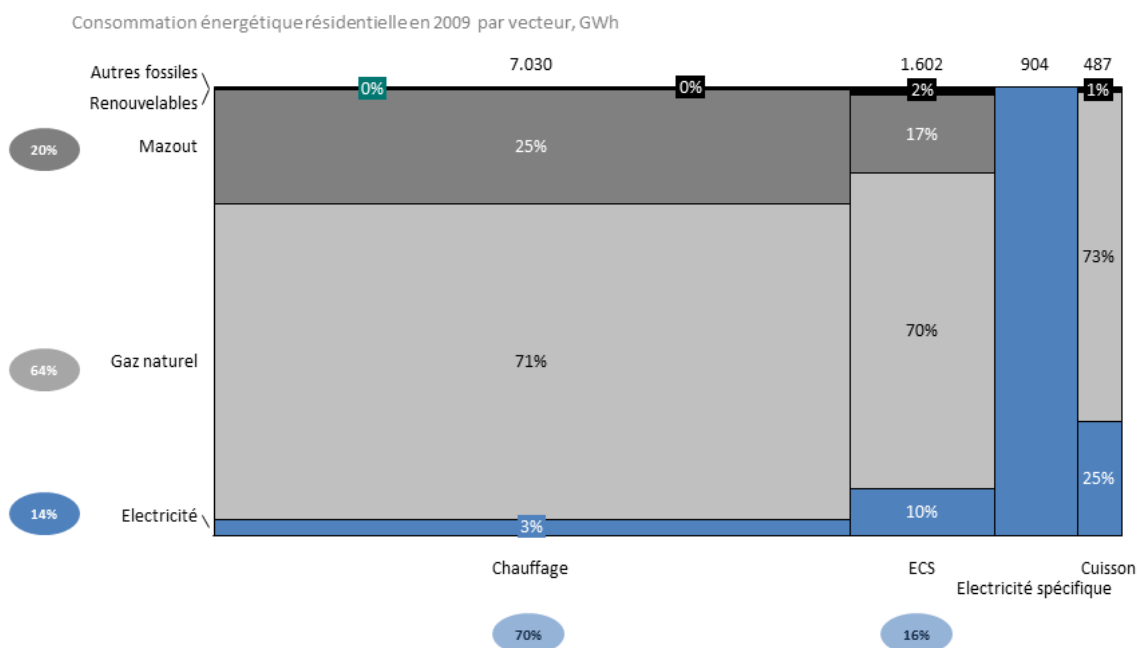 Consommation énergétique résidentielle en 2009 par vecteur, GWh
Autres fossiles
Renouvelables
7.030
1.602
904
487
0%
0%
2%
1%
20%
Mazout
25%
17%
73%
64%
Gaz naturel
71%
70%
14%
Electricité
3%
10%
25%
Chauffage
ECS
Cuisson
Electricité spécifique
70%
16%